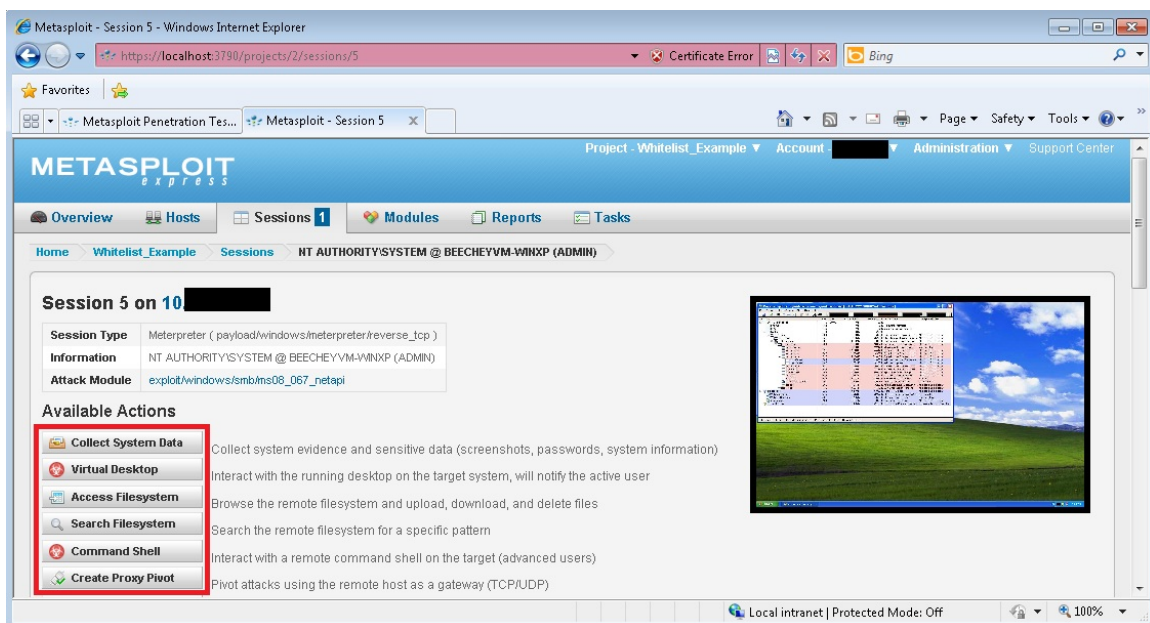 Metasploit - Session 5 - Windows Internet Explorer
https://localhost:3790/projects/2/sessions/5
Certificate Error
Bing
Favorites
Metasploit Penetration Tes...
Metasploit - Session 5
Page
Safety
Tools
METASPLOIT
express
Project - Whitelist_Example
Account -
Administration
Support Center
Overview
Hosts
Sessions 1
Modules
Reports
Tasks
Home
Whitelist_Example
Sessions
NT AUTHORITY\SYSTEM @ BEECHEYVM-WINXP (ADMIN)
Session 5 on 10.
Session Type Meterpreter ( payload/windows/meterpreter/reverse_tcp )
Information NT AUTHORITY\SYSTEM @ BEECHEYVM-WINXP (ADMIN)
Attack Module exploit/windows/smb/ms08_067_netapi
Available Actions
Collect System Data Collect system evidence and sensitive data (screenshots, passwords, system information)
Virtual Desktop Interact with the running desktop on the target system, will notify the active user
Access Filesystem Browse the remote filesystem and upload, download, and delete files
Search Filesystem Search the remote filesystem for a specific pattern
Command Shell Interact with a remote command shell on the target (advanced users)
Create Proxy Pivot Pivot attacks using the remote host as a gateway (TCP/UDP)
Local intranet | Protected Mode: Off
100%